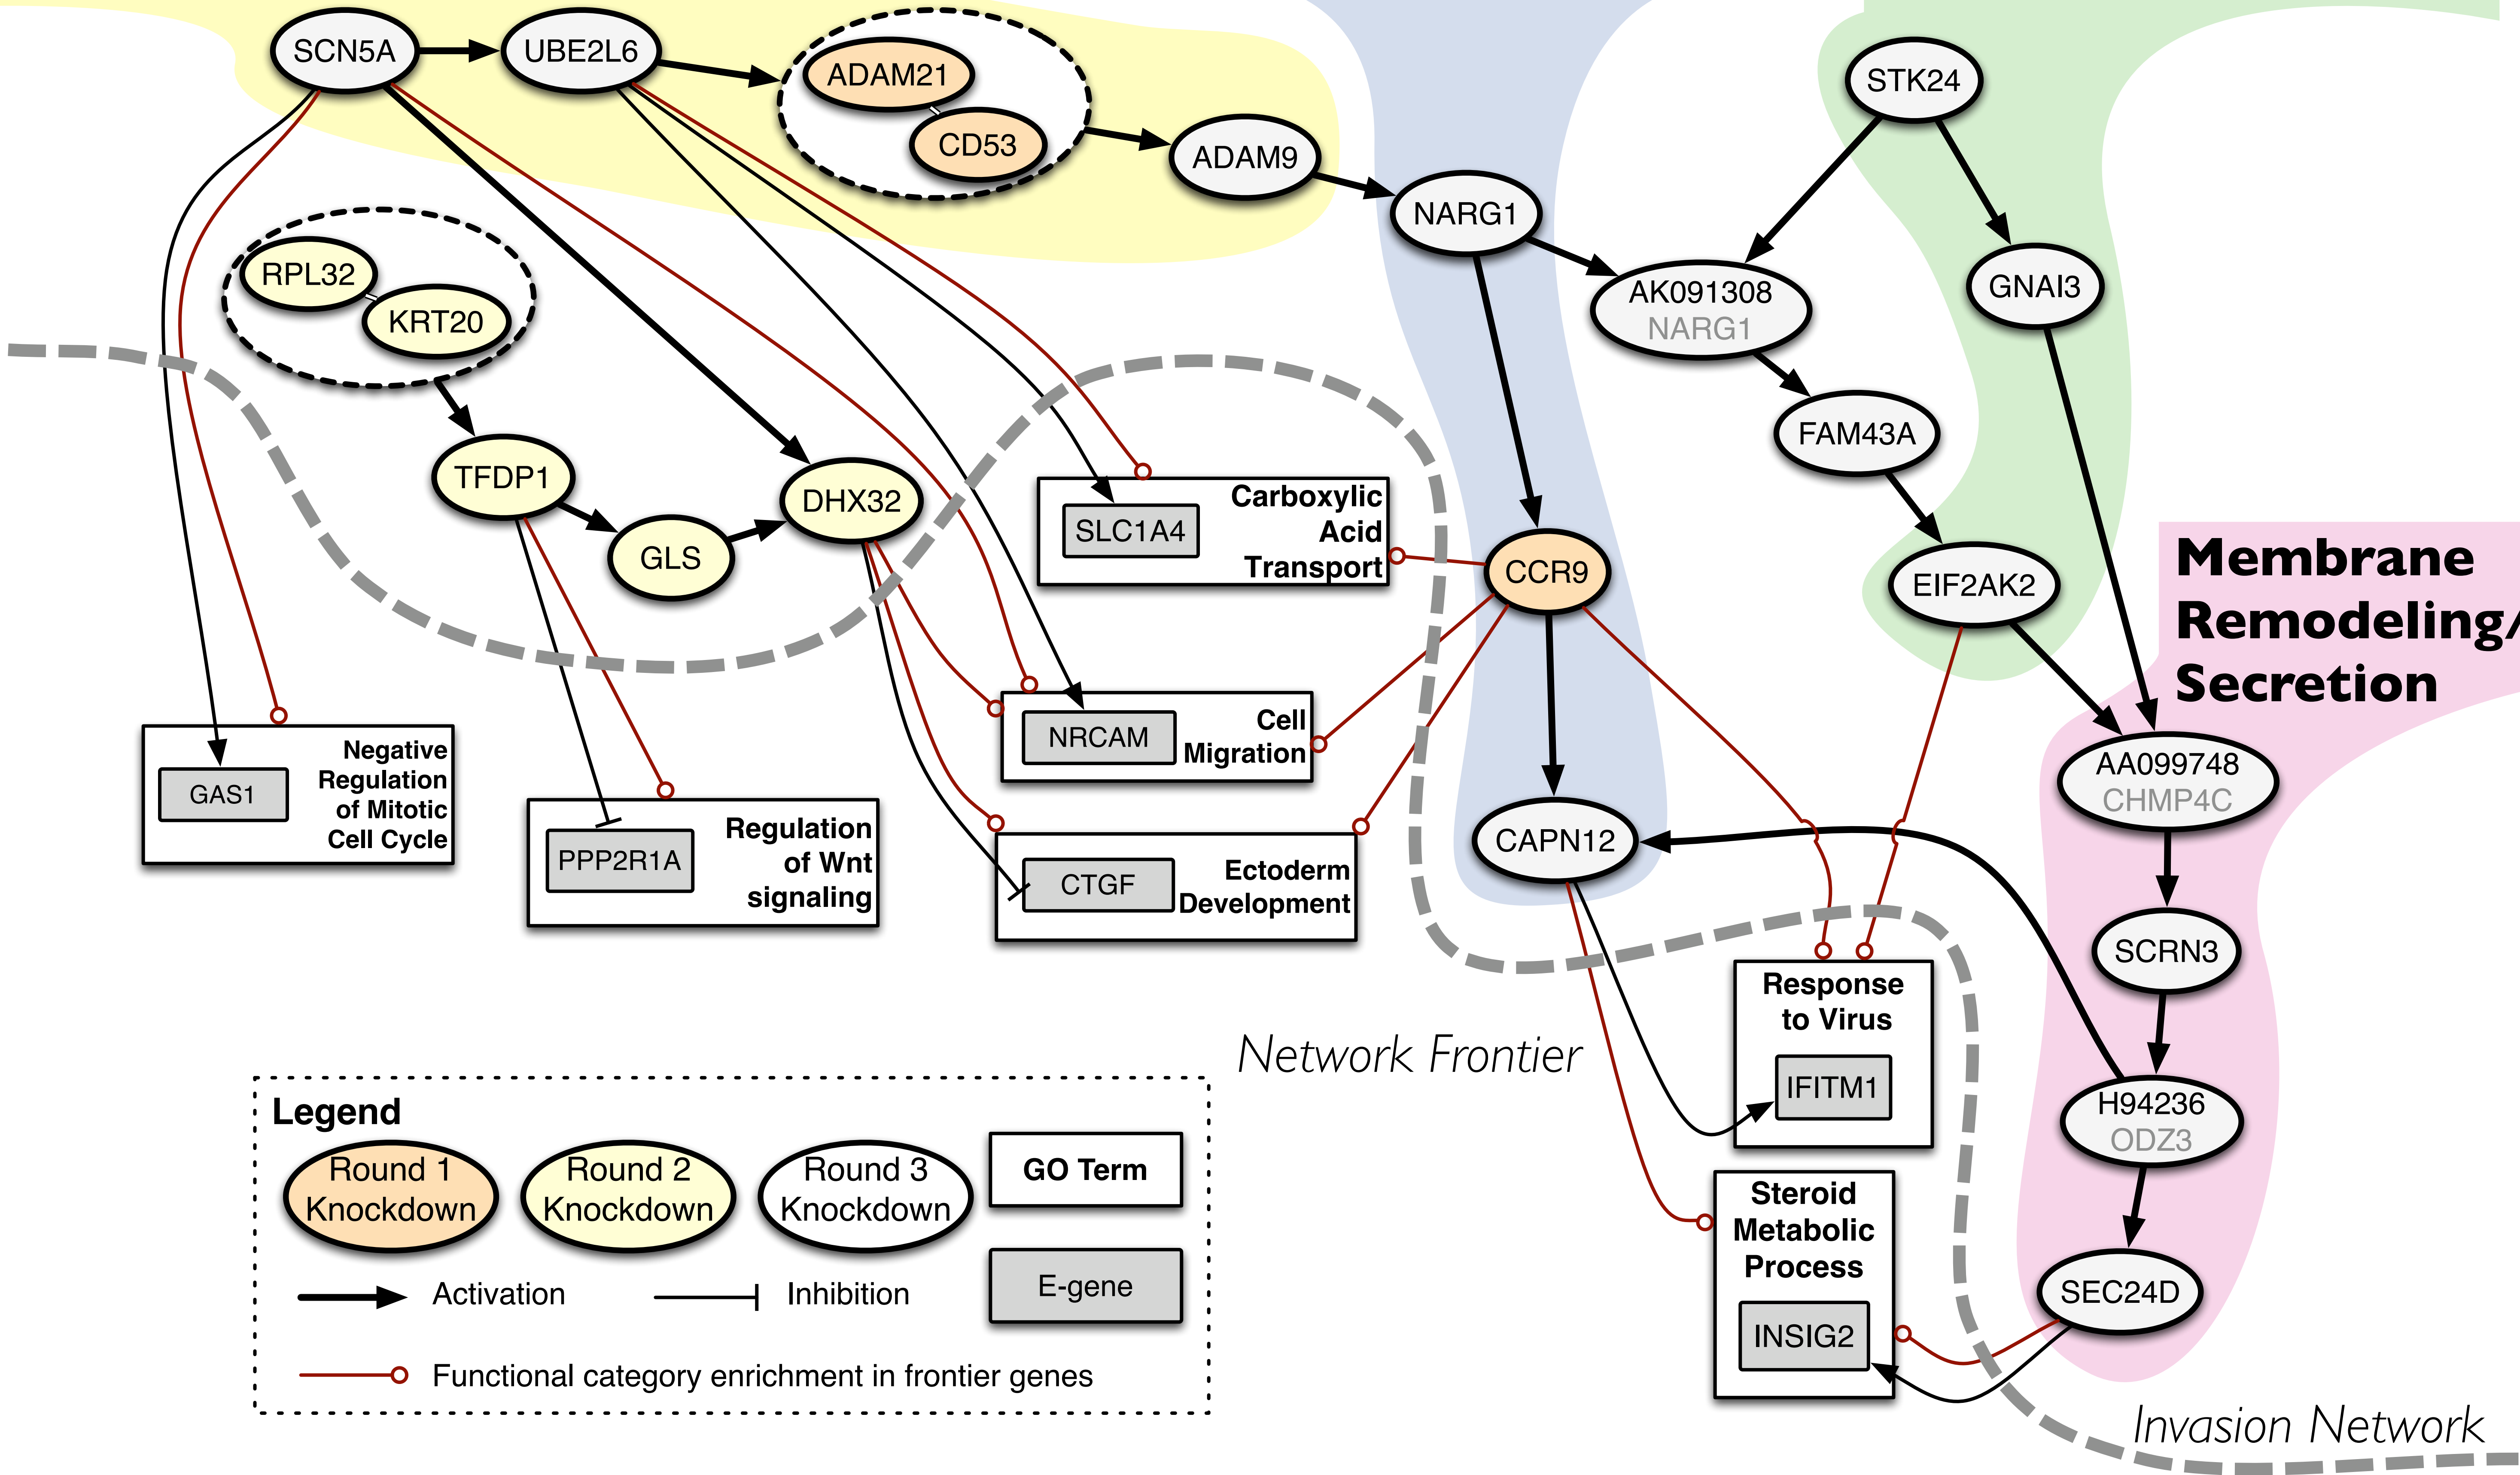 SCN5A
UBE2L6
ADAM21
CD53
ADAM9
NARG1
STK24
GNAI3
AK091308
NARG1
FAM43A
EIF2AK2
RPL32
KRT20
TFDP1
GLS
DHX32
SLC1A4
Carboxylic
Acid
Transport
CCR9
Membrane
Remodeling/
Secretion
NRCAM
Cell
Migration
GAS1
Negative
Regulation
of Mitotic
Cell Cycle
PPP2R1A
Regulation
of Wnt
signaling
CTGF
Ectoderm
Development
CAPN12
AA099748
CHMP4C
SCRN3
H94236
ODZ3
SEC24D
Response
to Virus
IFITM1
Steroid
Metabolic
Process
INSIG2
Network Frontier
Invasion Network
Legend
Round 1
Knockdown
Round 2
Knockdown
Round 3
Knockdown
GO Term
Activation
Inhibition
E-gene
Functional category enrichment in frontier genes